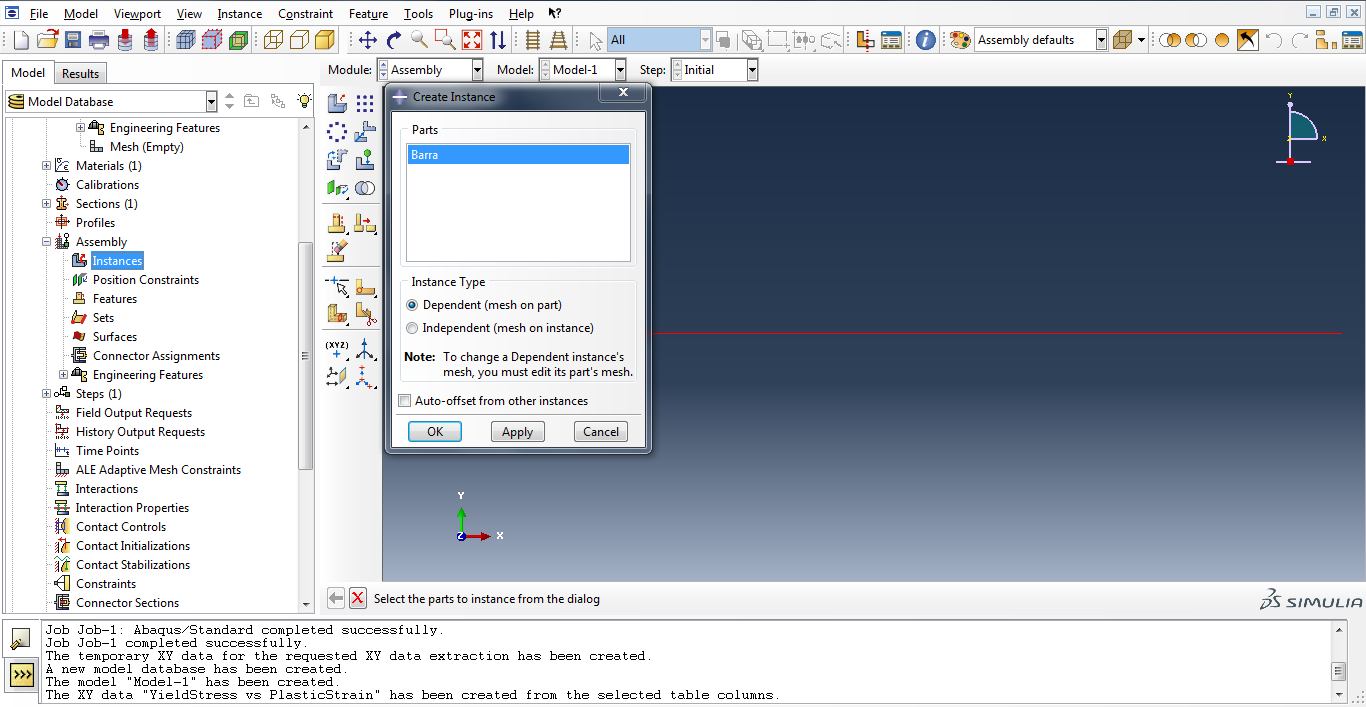 File Model Viewport View Instance Constraint Feature Tools Plug-ins Help
All Assembly defaults
Model Results
Module: Assembly Model: Model-1 Step: Initial
Model Database
Engineering Features
Mesh (Empty)
Materials (1)
Calibrations
Sections (1)
Profiles
Assembly
Instances
Position Constraints
Features
Sets
Surfaces
Connector Assignments
Engineering Features
Steps (1)
Field Output Requests
History Output Requests
Time Points
ALE Adaptive Mesh Constraints
Interactions
Interaction Properties
Contact Controls
Contact Initializations
Contact Stabilizations
Constraints
Connector Sections
(XYZ)
Create Instance
Parts
Barra
Instance Type
Dependent (mesh on part)
Independent (mesh on instance)
Note: To change a Dependent instance's
mesh, you must edit its part's mesh.
Auto-offset from other instances
OK Apply Cancel
Y
X
Z
Y
X
Z
Select the parts to instance from the dialog
SIMULIA
Job Job-1: Abaqus/Standard completed successfully.
Job Job-1 completed successfully.
The temporary XY data for the requested XY data extraction has been created.
A new model database has been created.
The model "Model-1" has been created.
The XY data "YieldStress vs PlasticStrain" has been created from the selected table columns.